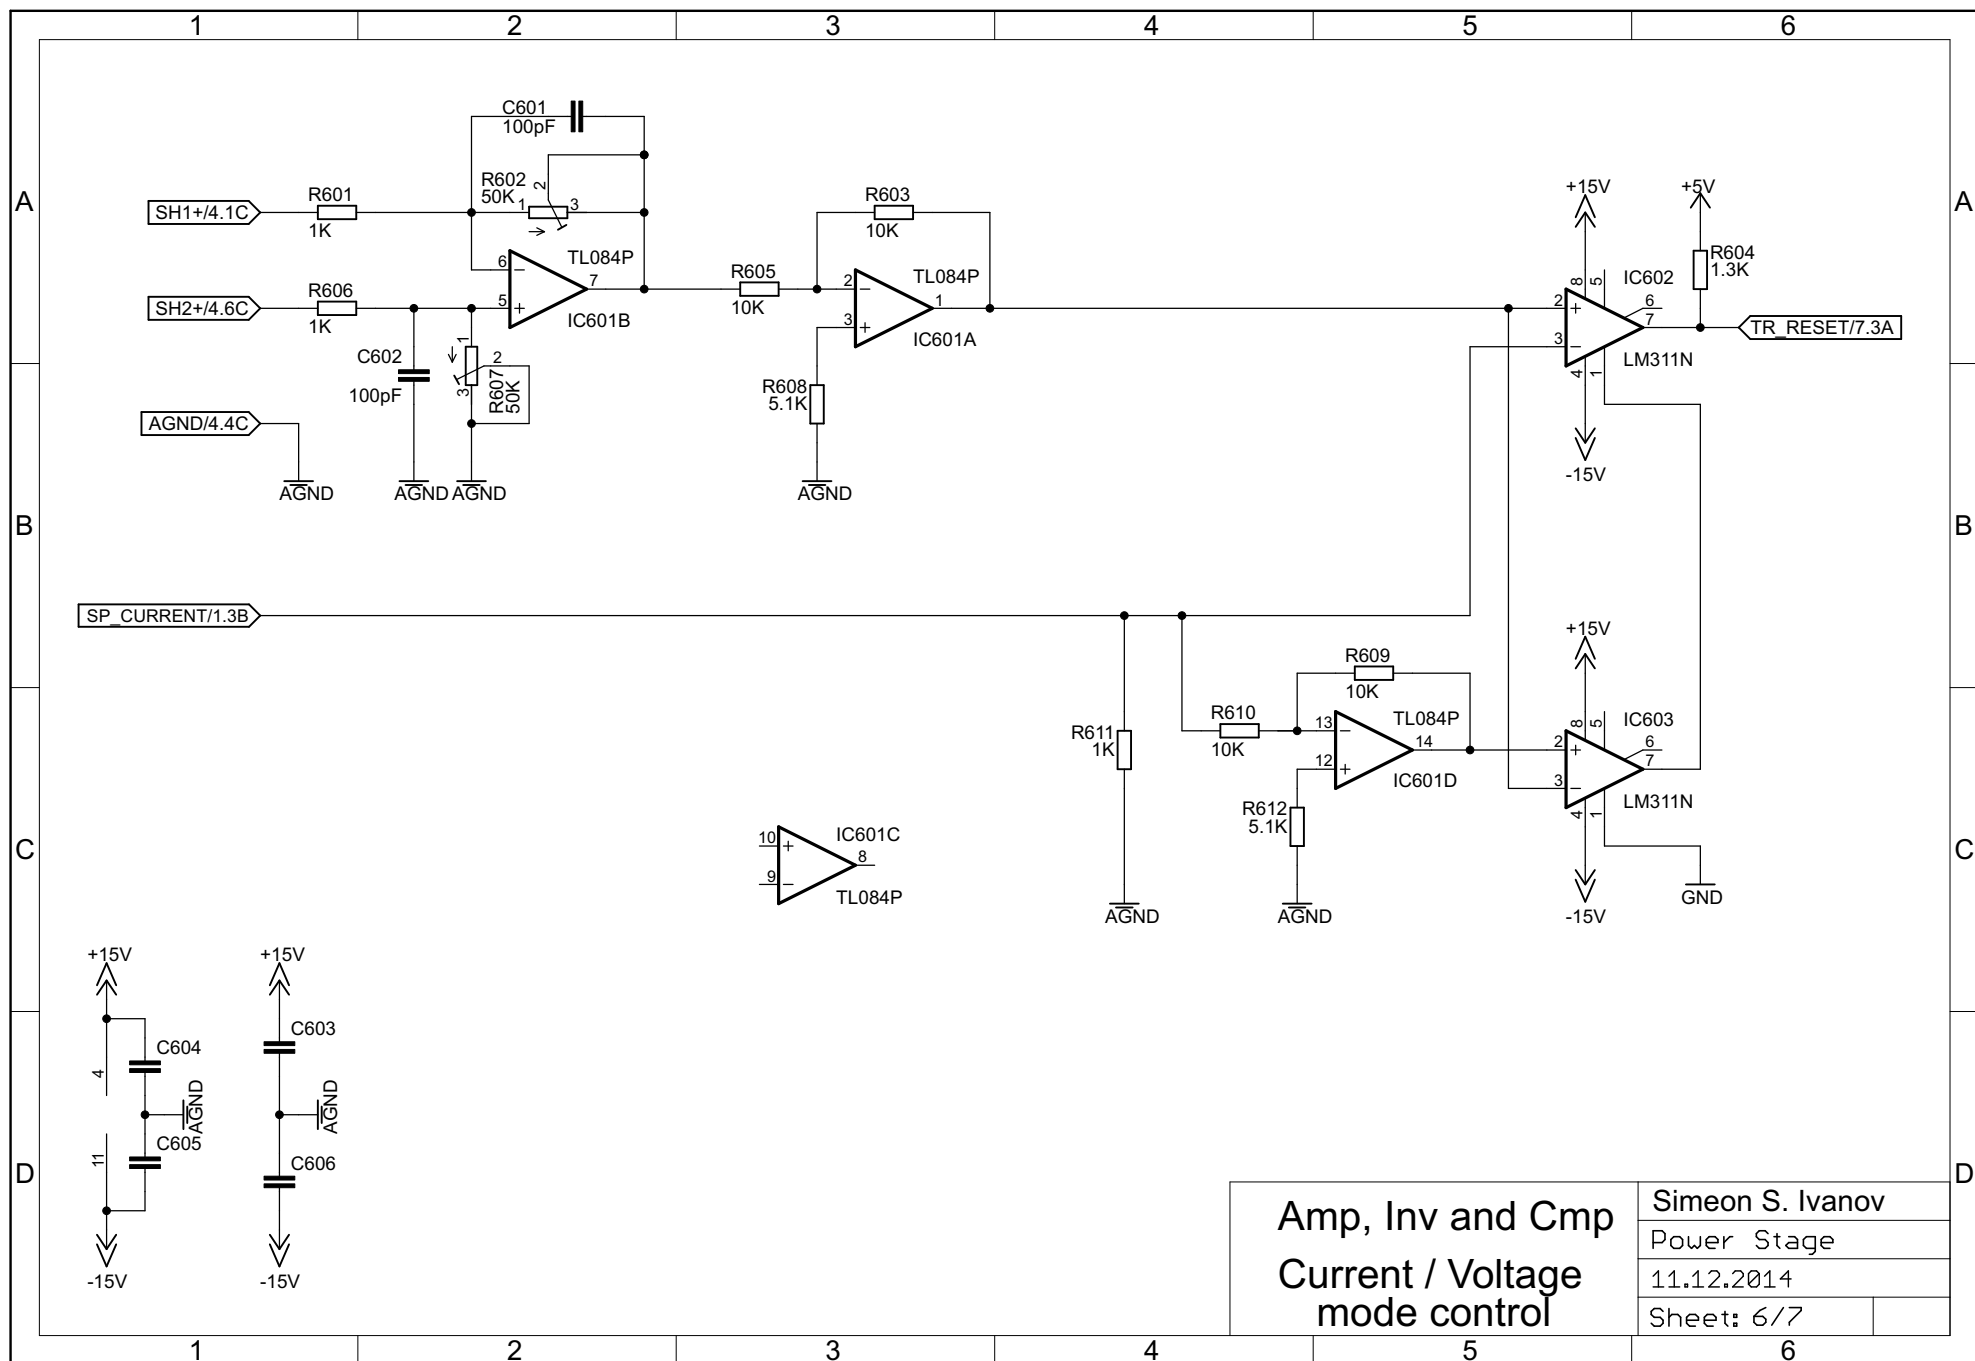 1 2 3 4 5 6
A
B
C
D
A
B
C
D
C601
100pF
R602
50K
1
2
3
SH1+/4.1C
R601
1K
TL084P
6
−
7
5
+
IC601B
SH2+/4.6C
R606
1K
C602
100pF
1
2
3
R607
50K
AGND/4.4C
AGND
AGND
AGND
R603
10K
R605
10K
TL084P
2
−
1
3
+
IC601A
R608
5.1K
AGND
+15V
+5V
R604
1.3K
IC602
8
5
2
+
6
7
3
−
4
1
LM311N
TR_RESET/7.3A
-15V
SP_CURRENT/1.3B
R609
10K
R610
10K
R611
1K
TL084P
13
−
14
12
+
IC601D
R612
5.1K
AGND
AGND
+15V
IC603
8
5
2
+
6
7
3
−
4
1
LM311N
-15V
GND
IC601C
10
+
8
9
−
TL084P
+15V
C604
4
AGND
C605
11
-15V
+15V
C603
AGND
C606
-15V
Amp, Inv and Cmp
Current / Voltage
mode control
Simeon S. Ivanov
Power Stage
11.12.2014
Sheet: 6/7
1 2 3 4 5 6